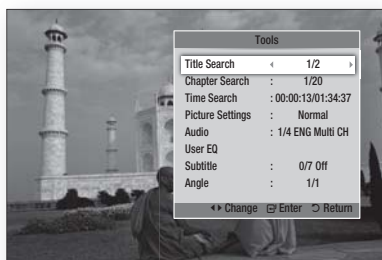 Tools
Title Search 1/2
Chapter Search : 1/20
Time Search : 00:00:13/01:34:37
Picture Settings : Normal
Audio : 1/4 ENG Multi CH
User EQ
Subtitle : 0/7 Off
Angle : 1/1
Change Enter Return